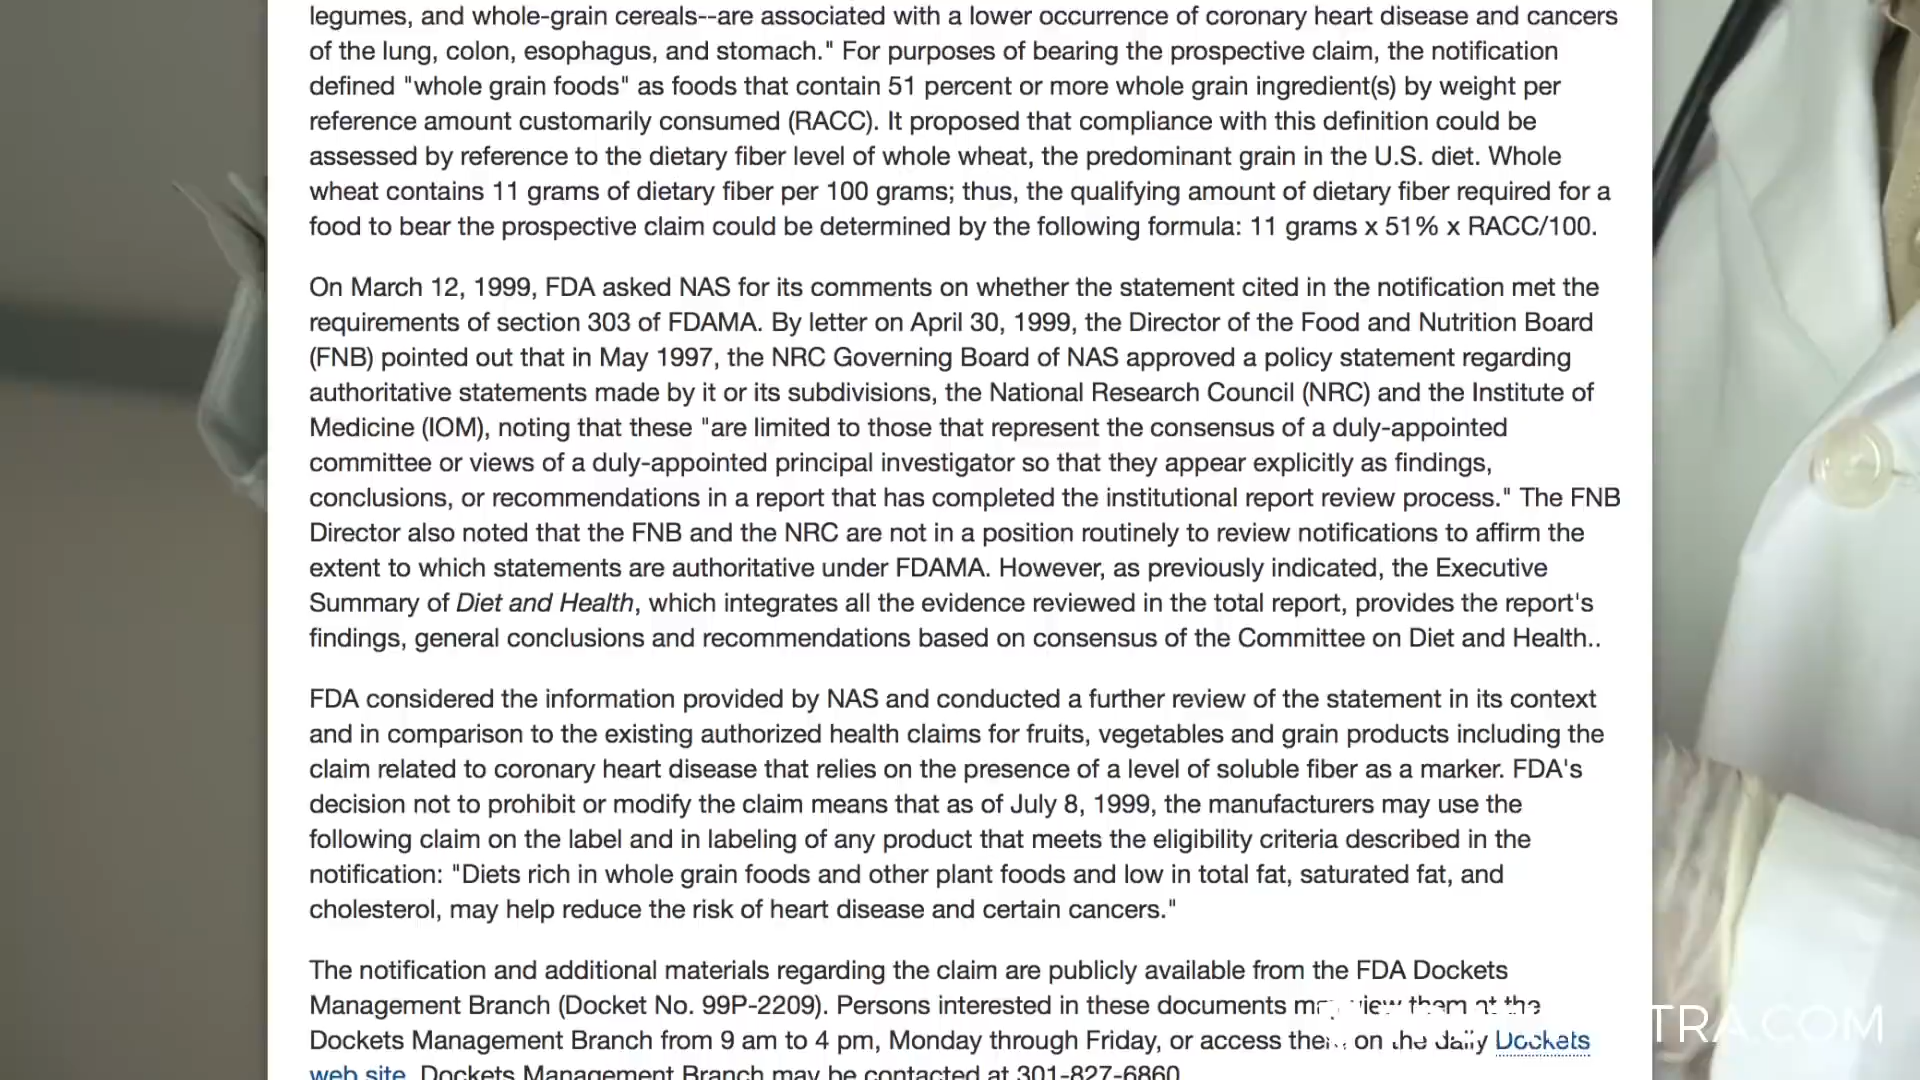 legumes, and whole-grain cereals--are associated with a lower occurrence of coronary heart disease and cancers
of the lung, colon, esophagus, and stomach." For purposes of bearing the prospective claim, the notification
defined "whole grain foods" as foods that contain 51 percent or more whole grain ingredient(s) by weight per
reference amount customarily consumed (RACC). It proposed that compliance with this definition could be
assessed by reference to the dietary fiber level of whole wheat, the predominant grain in the U.S. diet. Whole
wheat contains 11 grams of dietary fiber per 100 grams; thus, the qualifying amount of dietary fiber required for a
food to bear the prospective claim could be determined by the following formula: 11 grams x 51% x RACC/100.
On March 12, 1999, FDA asked NAS for its comments on whether the statement cited in the notification met the
requirements of section 303 of FDAMA. By letter on April 30, 1999, the Director of the Food and Nutrition Board
(FNB) pointed out that in May 1997, the NRC Governing Board of NAS approved a policy statement regarding
authoritative statements made by it or its subdivisions, the National Research Council (NRC) and the Institute of
Medicine (IOM), noting that these "are limited to those that represent the consensus of a duly-appointed
committee or views of a duly-appointed principal investigator so that they appear explicitly as findings,
conclusions, or recommendations in a report that has completed the institutional report review process." The FNB
Director also noted that the FNB and the NRC are not in a position routinely to review notifications to affirm the
extent to which statements are authoritative under FDAMA. However, as previously indicated, the Executive
Summary of Diet and Health, which integrates all the evidence reviewed in the total report, provides the report's
findings, general conclusions and recommendations based on consensus of the Committee on Diet and Health..
FDA considered the information provided by NAS and conducted a further review of the statement in its context
and in comparison to the existing authorized health claims for fruits, vegetables and grain products including the
claim related to coronary heart disease that relies on the presence of a level of soluble fiber as a marker. FDA's
decision not to prohibit or modify the claim means that as of July 8, 1999, the manufacturers may use the
following claim on the label and in labeling of any product that meets the eligibility criteria described in the
notification: "Diets rich in whole grain foods and other plant foods and low in total fat, saturated fat, and
cholesterol, may help reduce the risk of heart disease and certain cancers."
The notification and additional materials regarding the claim are publicly available from the FDA Dockets
Management Branch (Docket No. 99P-2209). Persons interested in these documents may view them at the
Dockets Management Branch from 9 am to 4 pm, Monday through Friday, or access them on the daily Dockets
web site. Dockets Management Branch may be contacted at 301-827-6860.
TRA.COM